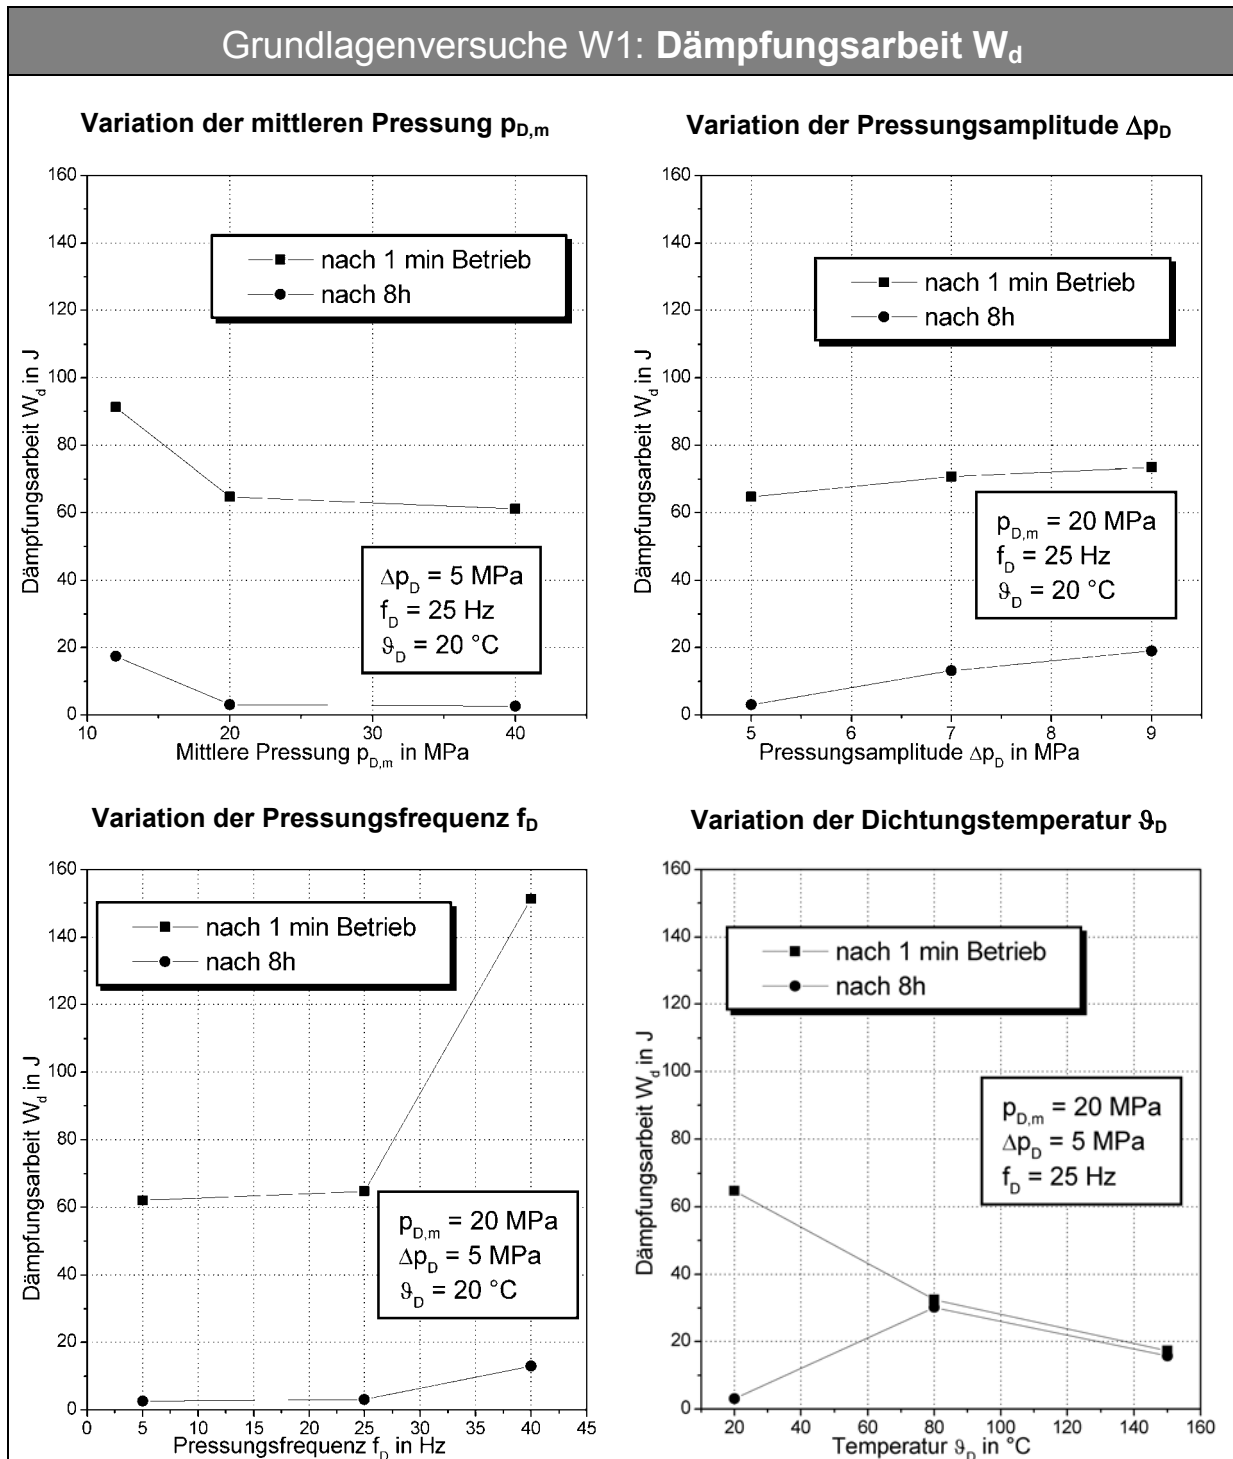 Grundlagenversuche W1: Dämpfungsarbeit Wd
Variation der mittleren Pressung pD,m
160
140
120
100
80
60
40
20
0
Dämpfungsarbeit Wd in J
nach 1 min Betrieb
nach 8h
ΔpD = 5 MPa
fD = 25 Hz
ϑD = 20 °C
10 20 30 40
Mittlere Pressung pD,m in MPa
Variation der Pressungsamplitude ΔpD
160
140
120
100
80
60
40
20
0
Dämpfungsarbeit Wd in J
nach 1 min Betrieb
nach 8h
pD,m = 20 MPa
fD = 25 Hz
ϑD = 20 °C
5 6 7 8 9
Pressungsamplitude ΔpD in MPa
Variation der Pressungsfrequenz fD
160
140
120
100
80
60
40
20
0
Dämpfungsarbeit Wd in J
nach 1 min Betrieb
nach 8h
pD,m = 20 MPa
ΔpD = 5 MPa
ϑD = 20 °C
0 5 10 15 20 25 30 35 40 45
Pressungsfrequenz fD in Hz
Variation der Dichtungstemperatur ϑD
160
140
120
100
80
60
40
20
0
Dämpfungsarbeit Wd in J
nach 1 min Betrieb
nach 8h
pD,m = 20 MPa
ΔpD = 5 MPa
fD = 25 Hz
20 40 60 80 100 120 140 160
Temperatur ϑD in °C